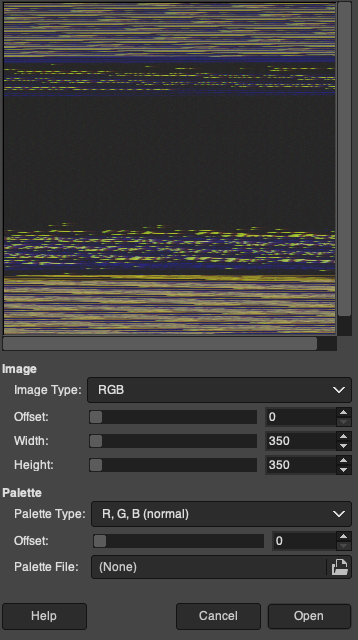 Image
Image Type: RGB
Offset: 0
Width: 350
Height: 350
Palette
Palette Type: R, G, B (normal)
Offset: 0
Palette File: (None)
Help Cancel Open